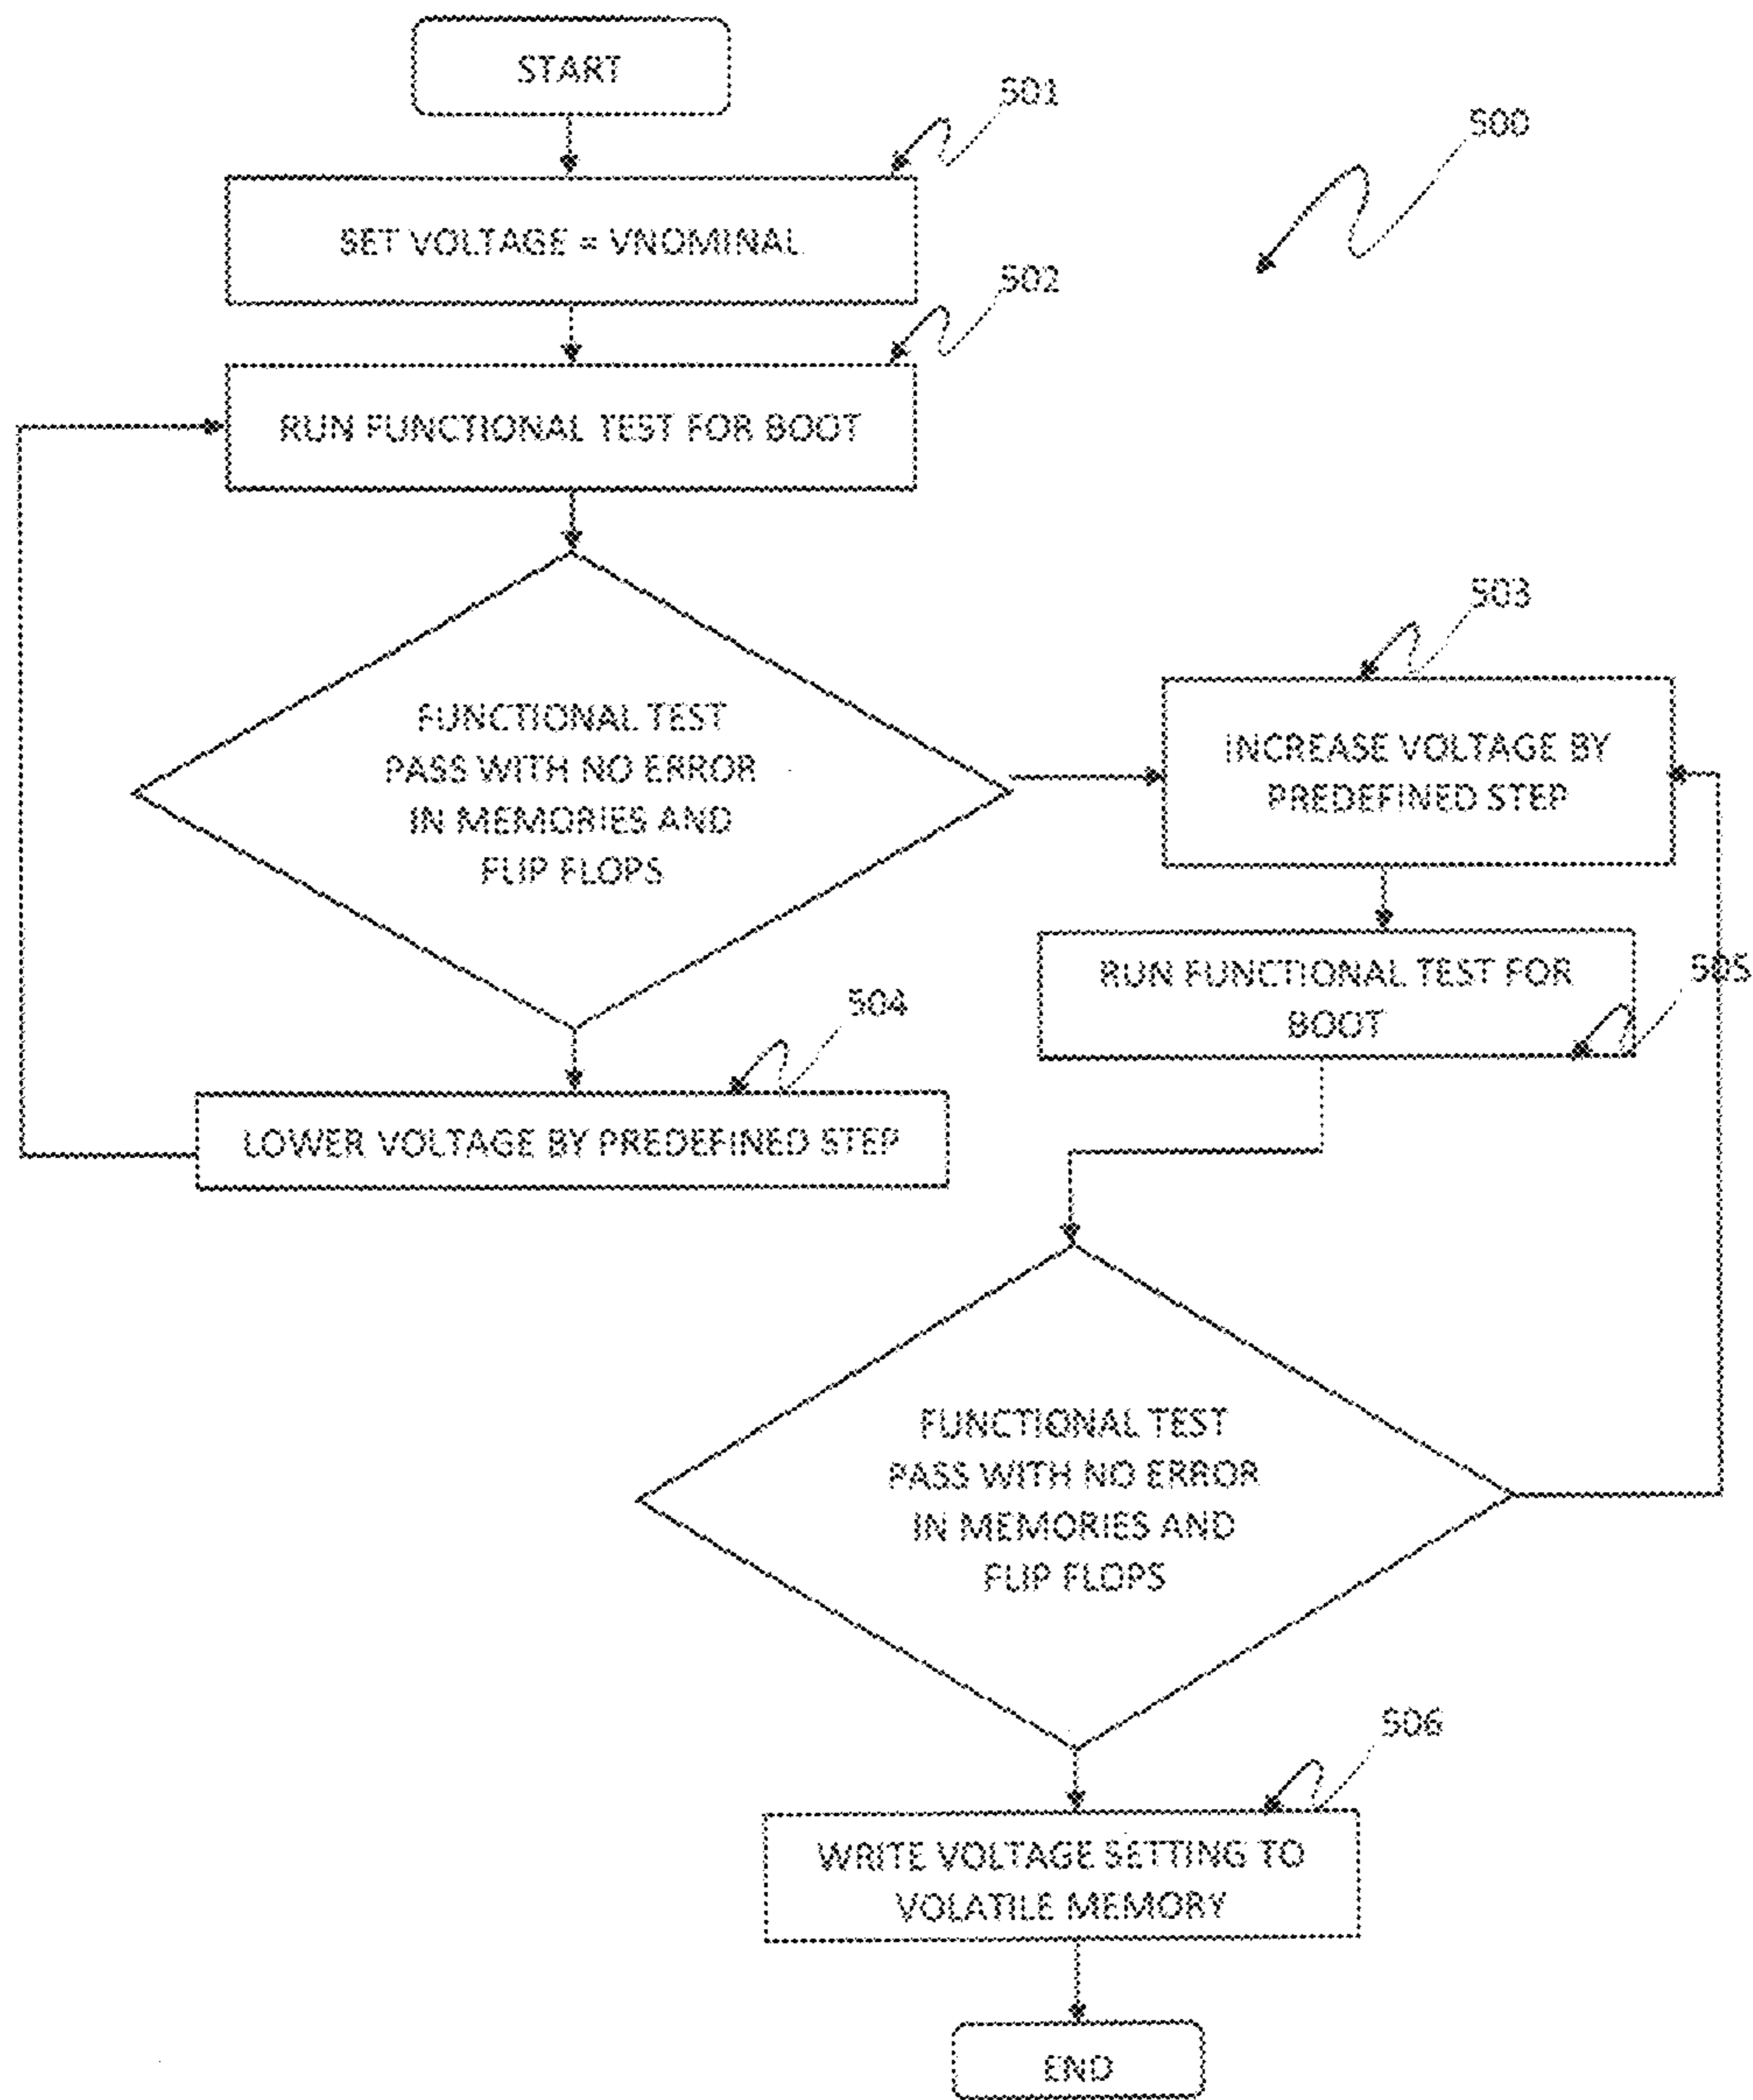 START
501
500
SET VOLTAGE = VNOMINAL
502
RUN FUNCTIONAL TEST FOR BOOT
503
FUNCTIONAL TEST
PASS WITH NO ERROR
IN MEMORIES AND
FLIP FLOPS
INCREASE VOLTAGE BY
PREDEFINED STEP
504
RUN FUNCTIONAL TEST FOR
BOOT
505
LOWER VOLTAGE BY PREDEFINED STEP
FUNCTIONAL TEST
PASS WITH NO ERROR
IN MEMORIES AND
FLIP FLOPS
506
WRITE VOLTAGE SETTING TO
VOLATILE MEMORY
END